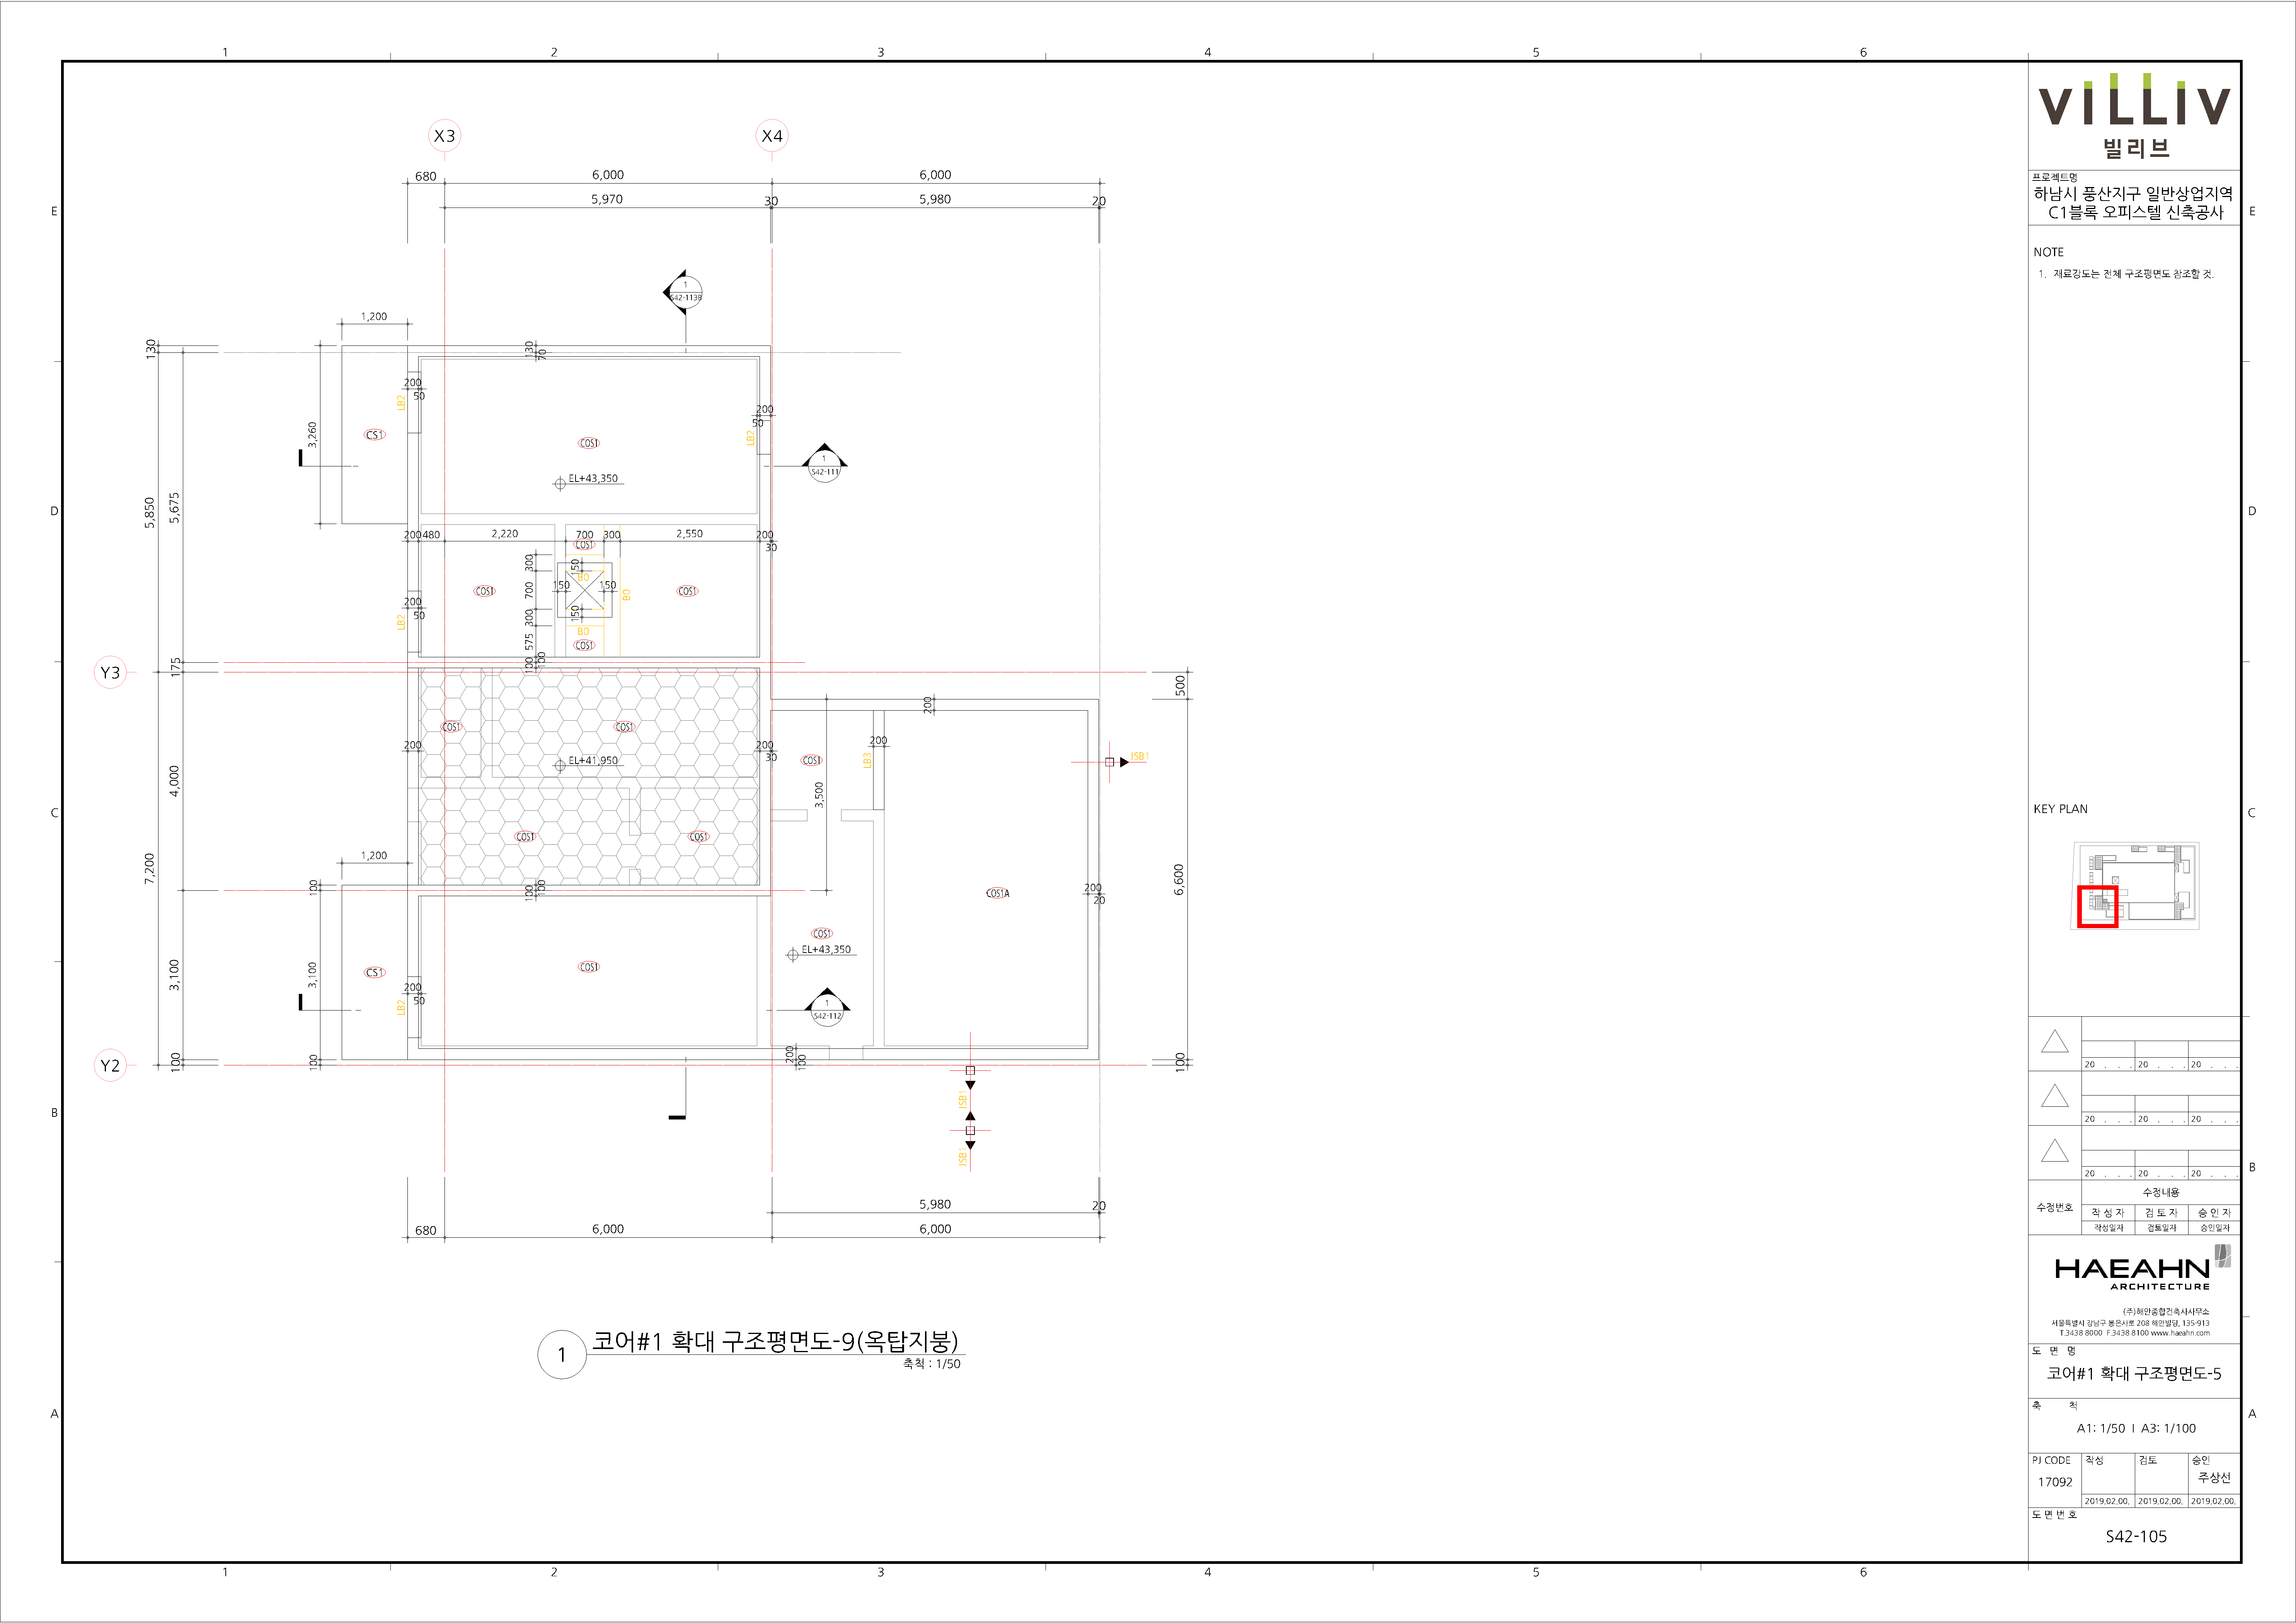 1 2 3 4 5 6
X3 X4
680 6,000 6,000
5,970 30 5,980 20
E E
1
S42-113B
1,200
130
130 70
200
50
LB2
200
50
LB2
CS1
3,260
COS1
1
S42-111
EL+43,350
5,850
5,675
D D
200 480 2,220 700 300 2,550 200
30
COS1
300
150
B0
700
150 150
COS1
COS1
B0
200
50
LB2
300
150
B0
575
COS1
100 100
175
Y3
500
200
COS1
COS1
200
200
30
200
EL+41,950
COS1
LB3
JSB1
4,000
3,500
C C
COS1
COS1
1,200
7,200
100
100 100
6,600
COS1A
200
20
COS1
EL+43,350
CS1
COS1
3,100
3,100
200
50
LB2
1
S42-112
100
100
200
100
100
Y2
JSB1
B B
JSB1
5,980 20
680 6,000 6,000
1 코어#1 확대 구조평면도-9(옥탑지붕)
축척 : 1/50
A A
1 2 3 4 5 6
VILLIV
빌리브
프로젝트명
하남시 풍산지구 일반상업지역
C1블록 오피스텔 신축공사
NOTE
1. 재료강도는 전체 구조평면도 참조할 것.
KEY PLAN
20 . . . 20 . . . 20 . . .
20 . . . 20 . . . 20 . . .
20 . . . 20 . . . 20 . . .
수정번호 수정내용
작 성 자 검 토 자 승 인 자
작성일자 검토일자 승인일자
HAEAHN
ARCHITECTURE
(주)해안종합건축사사무소
서울특별시 강남구 봉은사로 208 해안빌딩, 135-913
T.3438 8000 F.3438 8100 www.haeahn.com
도 면 명
코어#1 확대 구조평면도-5
축 척
A1: 1/50 I A3: 1/100
PJ CODE 작성 검토 승인
17092 주상선
2019.02.00. 2019.02.00. 2019.02.00.
도 면 번 호
S42-105